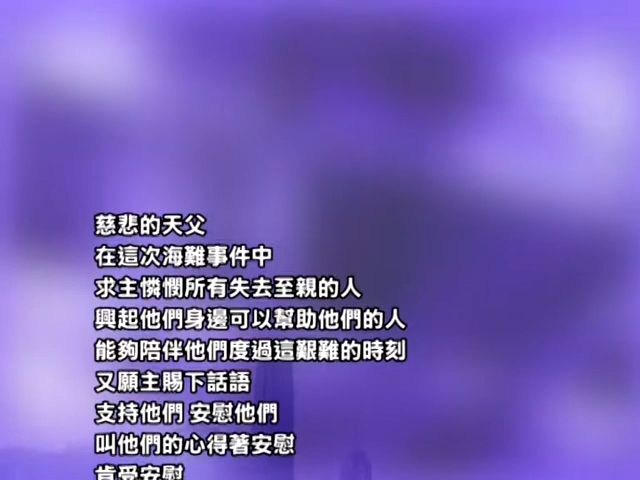 慈悲的天父
在這次海難事件中
求主憐憫所有失去至親的人
興起他們身邊可以幫助他們的人
能夠陪伴他們度過這艱難的時刻
又願主賜下話語
支持他們 安慰他們
叫他們的心得著安慰
肯受安慰